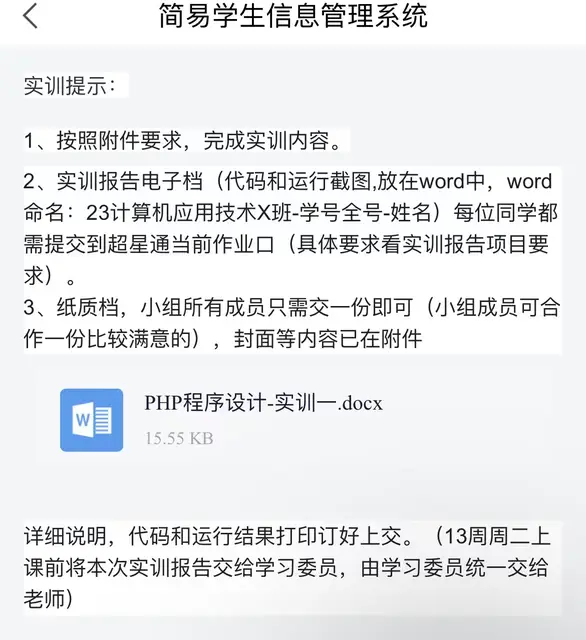 简易学生信息管理系统
实训提示：
1、按照附件要求，完成实训内容。
2、实训报告电子档（代码和运行截图,放在word中，word
命名：23计算机应用技术X班-学号全号-姓名）每位同学都
需提交到超星通当前作业口（具体要求看实训报告项目要
求）。
3、纸质档，小组所有成员只需交一份即可（小组成员可合
作一份比较满意的），封面等内容已在附件
W
PHP程序设计-实训一.docx
15.55 KB
详细说明，代码和运行结果打印订好上交。（13周周二上
课前将本次实训报告交给学习委员，由学习委员统一交给
老师）